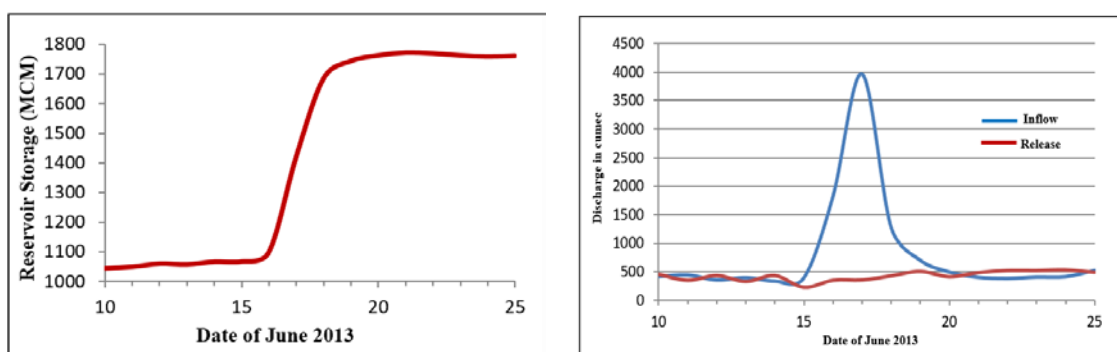 1800
1700
1600
1500
1400
1300
1200
1100
1000
Reservoir Storage (MCM)
10 15 20 25
Date of June 2013
4500
4000
3500
3000
2500
2000
1500
1000
500
0
Discharge in cumec
Inflow
Release
10 15 20 25
Date of June 2013